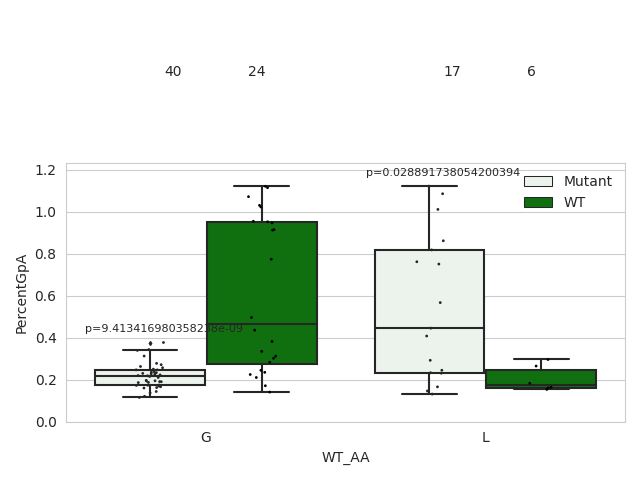 40 24 17 6
p=0.028891738054200394
Mutant
WT
p=9.413416980358238e-09
PercentGpA
1.2
1.0
0.8
0.6
0.4
0.2
0.0
G L
WT_AA